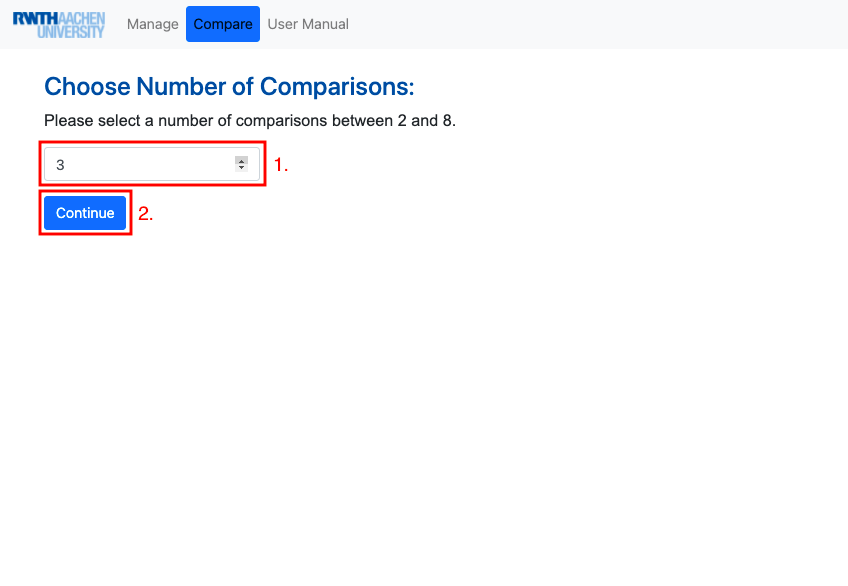 RWTHAACHEN
UNIVERSITY
Manage Compare User Manual
Choose Number of Comparisons:
Please select a number of comparisons between 2 and 8.
3 1.
Continue 2.